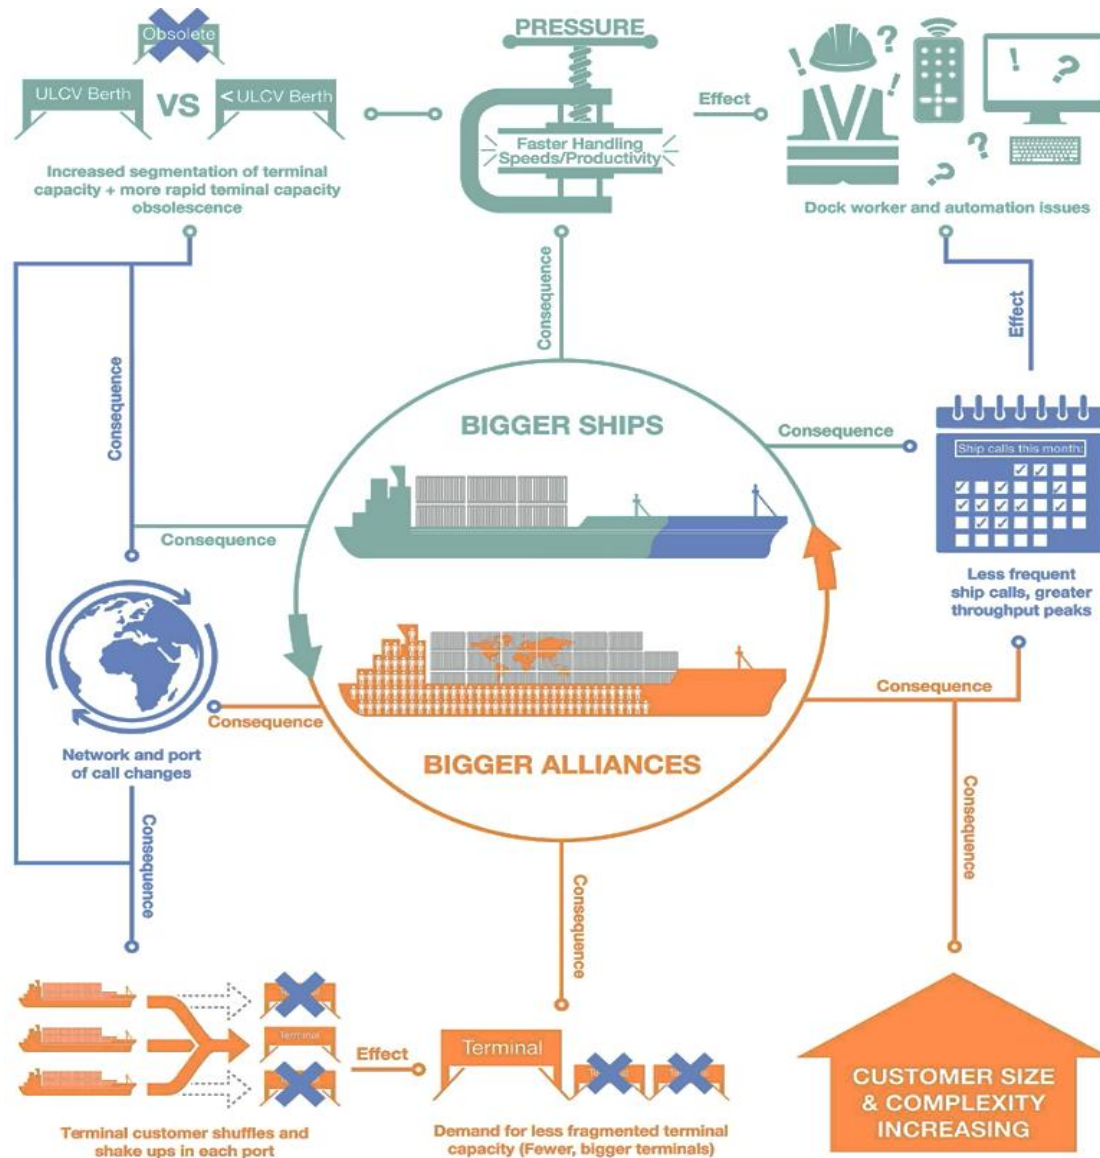 Obsolete
PRESSURE
ULCV Berth
VS
< ULCV Berth
Effect
Faster Handling
Speeds/Productivity
Increased segmentation of terminal
capacity + more rapid teminal capacity
obsolescence
Dock worker and automation issues
Consequence
Effect
Consequence
BIGGER SHIPS
Consequence
Ship calls this month:
Consequence
Less frequent
ship calls, greater
throughput peaks
Consequence
Consequence
Network and port
of call changes
BIGGER ALLIANCES
Consequence
Consequence
Consequence
Terminal
Effect
Terminal
CUSTOMER SIZE
& COMPLEXITY
INCREASING
Terminal customer shuffles and
shake ups in each port
Demand for less fragmented terminal
capacity (Fewer, bigger terminals)